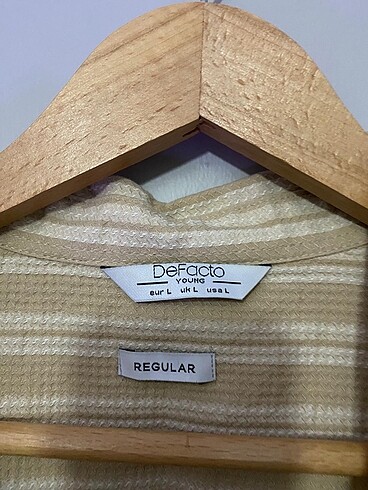 DeFacto
YOUNG
eur L uk L usa L
REGULAR